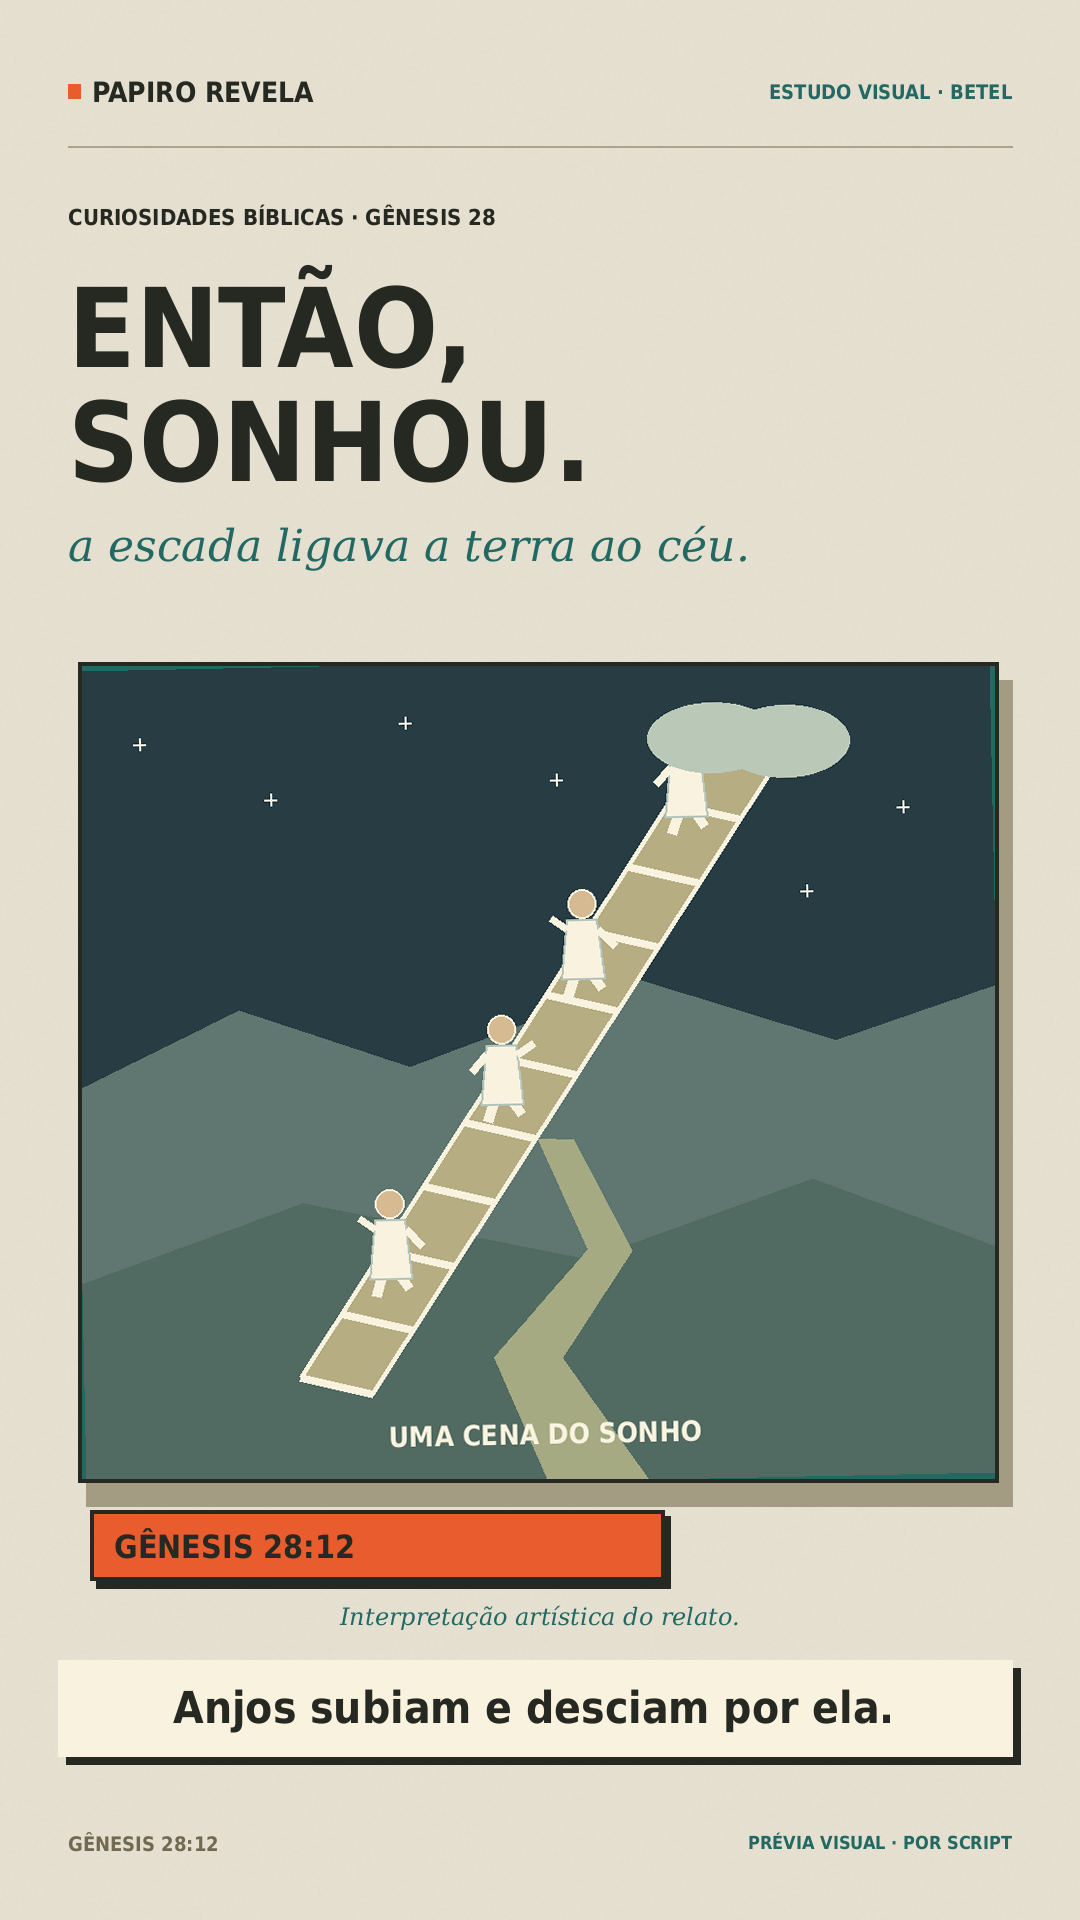 PAPIRO REVELA
ESTUDO VISUAL · BETEL
CURIOSIDADES BÍBLICAS · GÊNESIS 28
ENTÃO,
SONHOU.
a escada ligava a terra ao céu.
UMA CENA DO SONHO
GÊNESIS 28:12
Interpretação artística do relato.
Anjos subiam e desciam por ela.
GÊNESIS 28:12
PRÉVIA VISUAL · POR SCRIPT